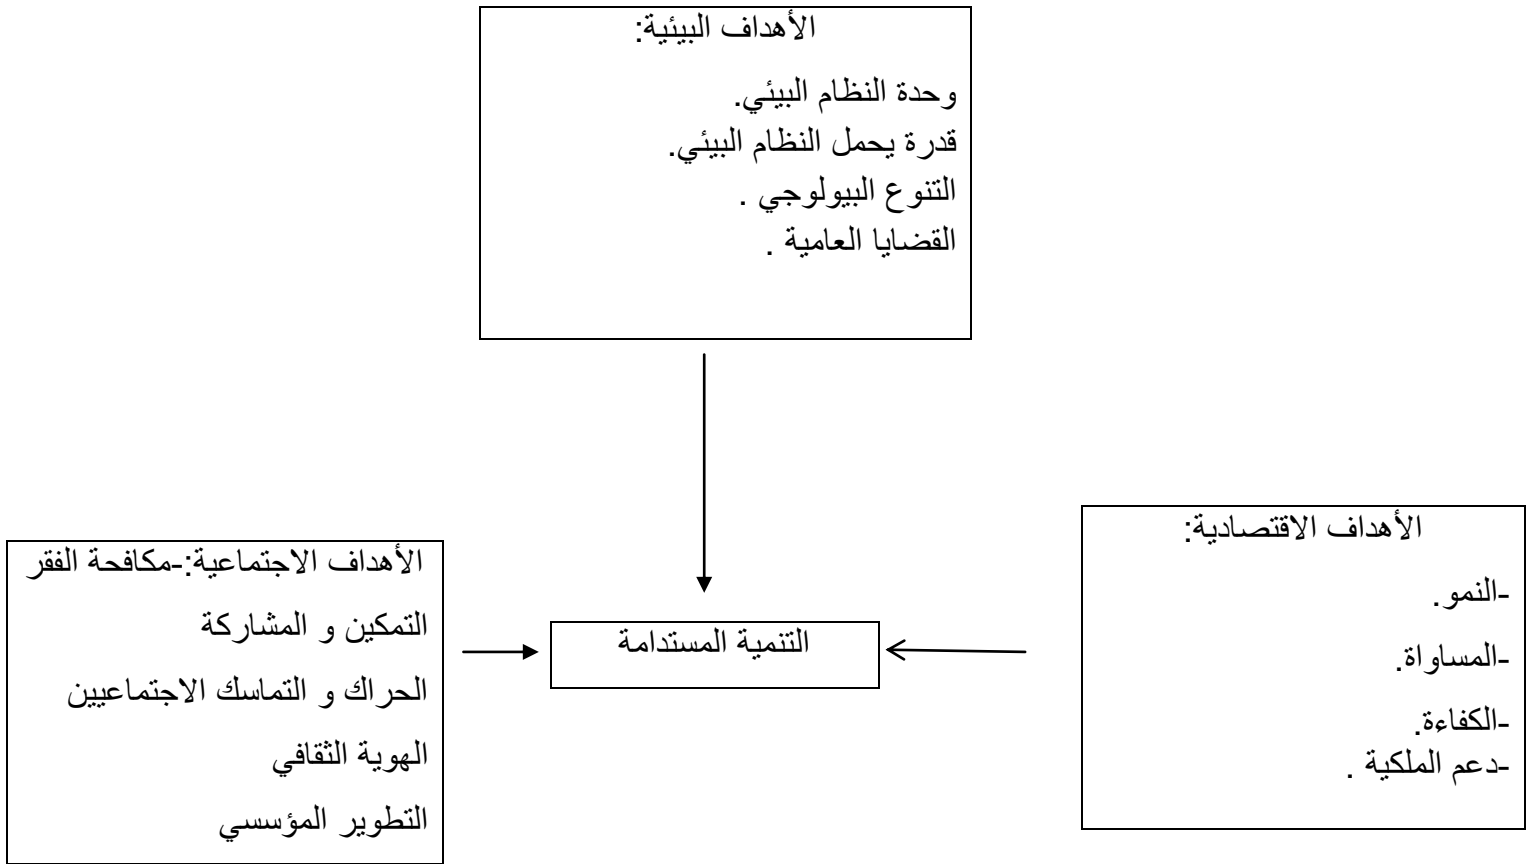 الأهداف البيئية:
وحدة النظام البيئي.
قدرة يحمل النظام البيئي.
التنوع البيولوجي .
القضايا العامية .
الأهداف الاقتصادية:
-النمو.
-المساواة.
-الكفاءة.
-دعم الملكية .
التنمية المستدامة
الأهداف الاجتماعية:-مكافحة الفقر
التمكين و المشاركة
الحراك و التماسك الاجتماعيين
الهوية الثقافي
التطوير المؤسسي